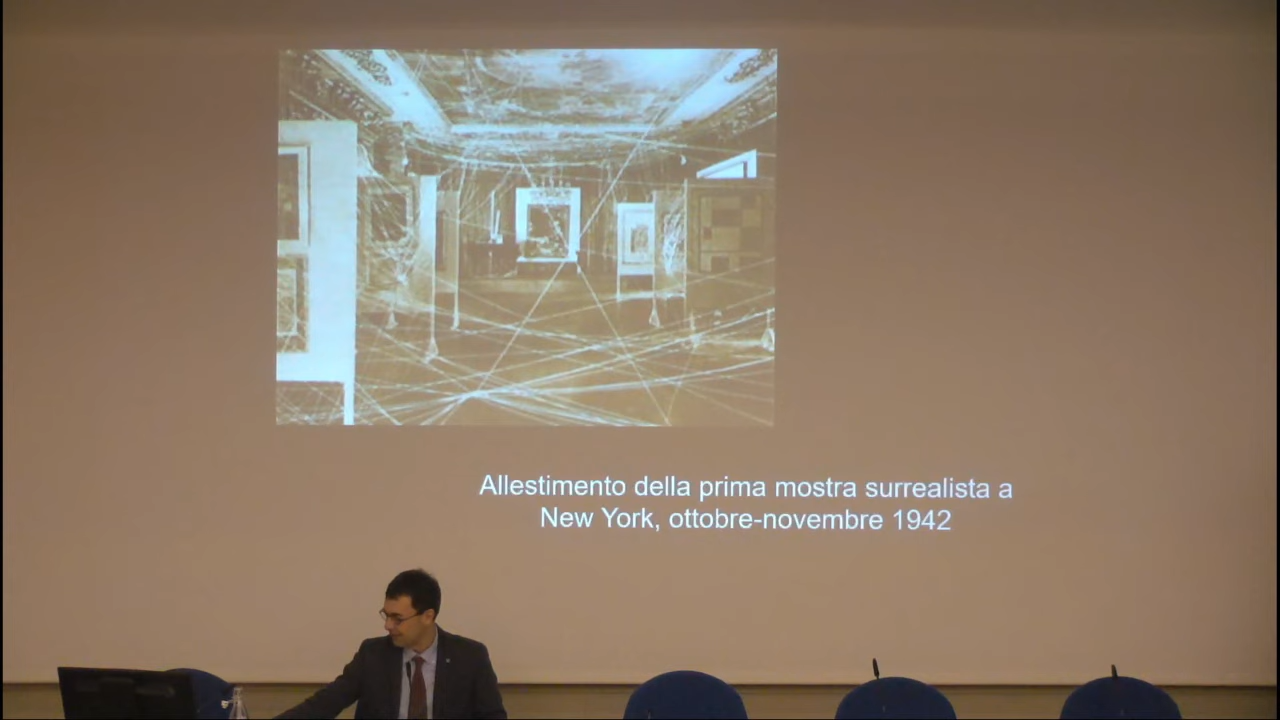 Allestimento della prima mostra surrealista a
New York, ottobre-novembre 1942